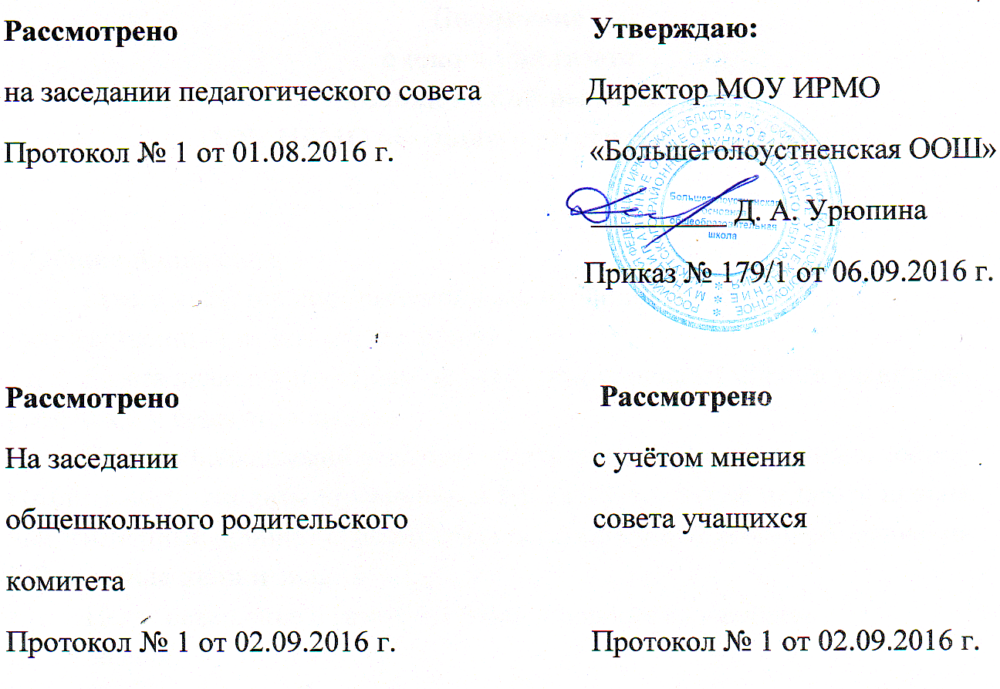 Рассмотрено
на заседании педагогического совета
Протокол № 1 от 01.08.2016 г.
Утверждаю:
Директор МОУ ИРМО
«Большеголоустненская ООШ»
Д. А. Урюпина
Приказ № 179/1 от 06.09.2016 г.
Большеголоустненская
основная
общеобразовательная
школа
Рассмотрено
На заседании
общешкольного родительского
комитета
Протокол № 1 от 02.09.2016 г.
Рассмотрено
с учётом мнения
совета учащихся
Протокол № 1 от 02.09.2016 г.